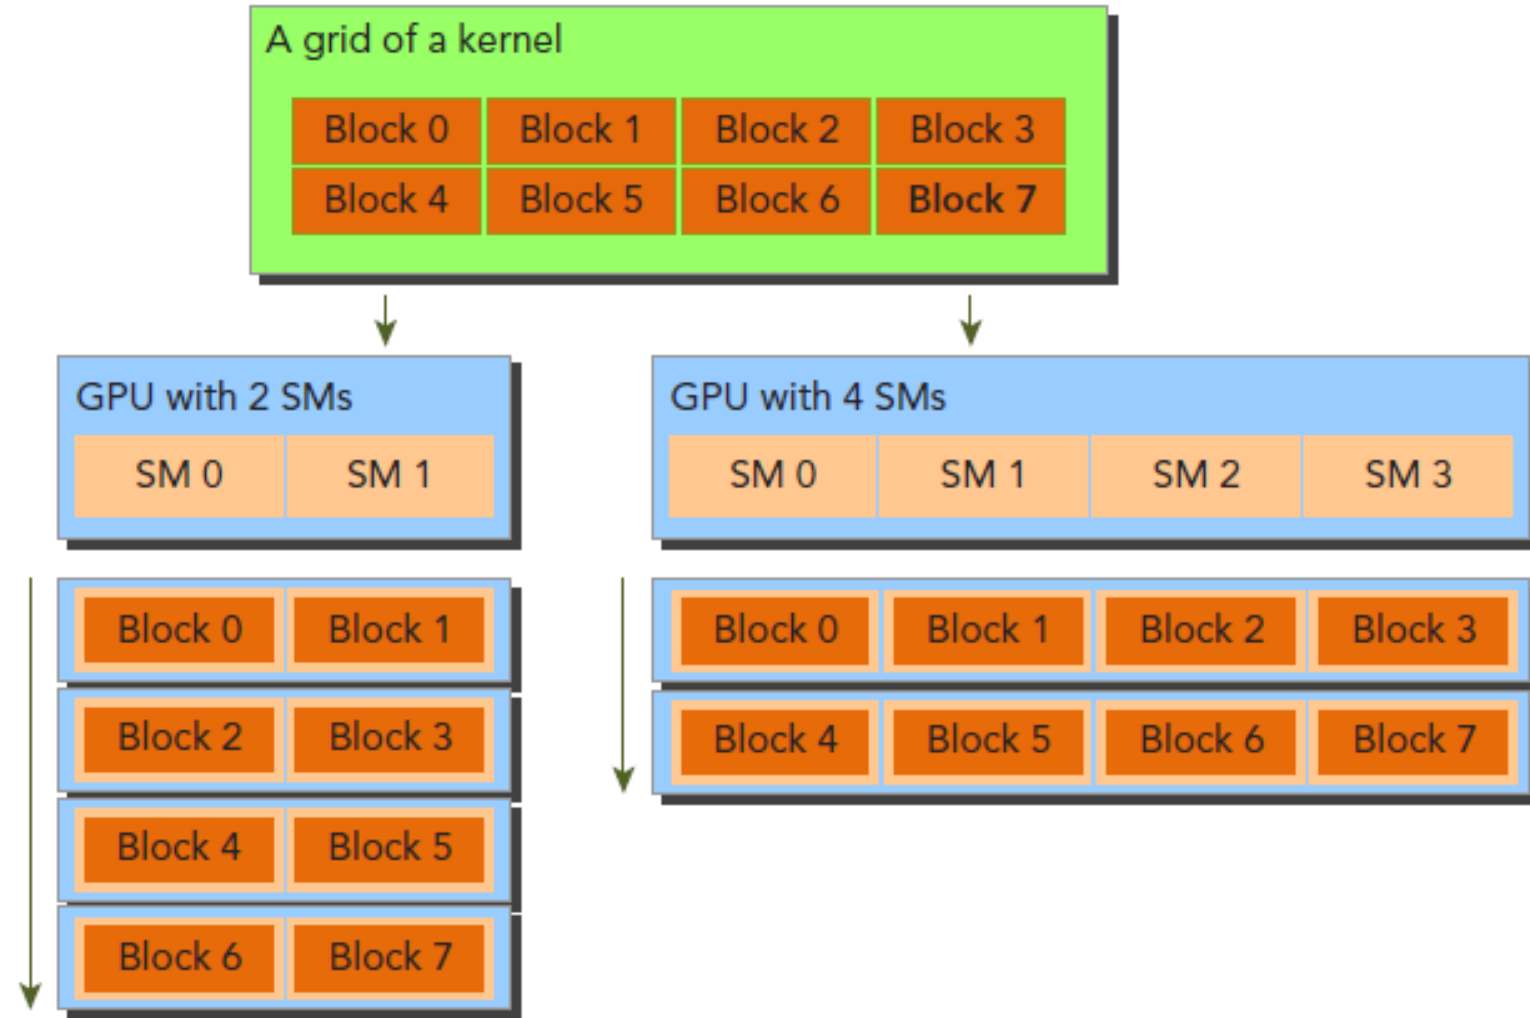 A grid of a kernel
Block 0 Block 1 Block 2 Block 3
Block 4 Block 5 Block 6 Block 7
GPU with 2 SMs
SM 0 SM 1
Block 0 Block 1
Block 2 Block 3
Block 4 Block 5
Block 6 Block 7
GPU with 4 SMs
SM 0 SM 1 SM 2 SM 3
Block 0 Block 1 Block 2 Block 3
Block 4 Block 5 Block 6 Block 7